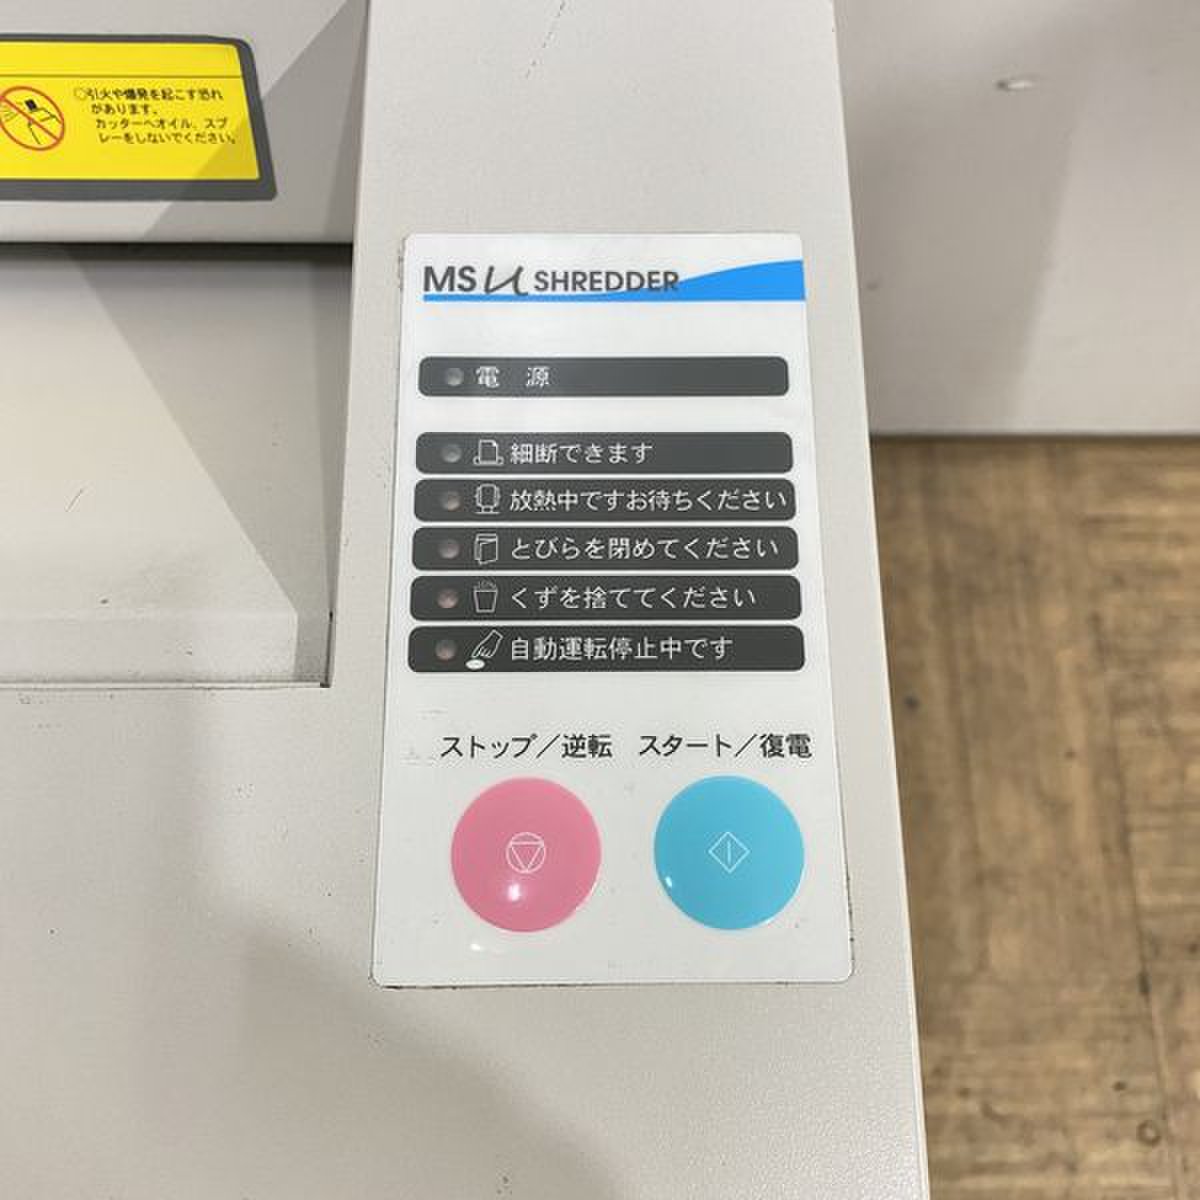 ○引火や爆発を起こす恐れ
があります。
カッターへオイル、スプ
レーをしないでください。
MS μ SHREDDER
電 源
細断できます
放熱中ですお待ちください
とびらを閉めてください
くずを捨ててください
自動運転停止中です
ストップ／逆転 スタート／復電